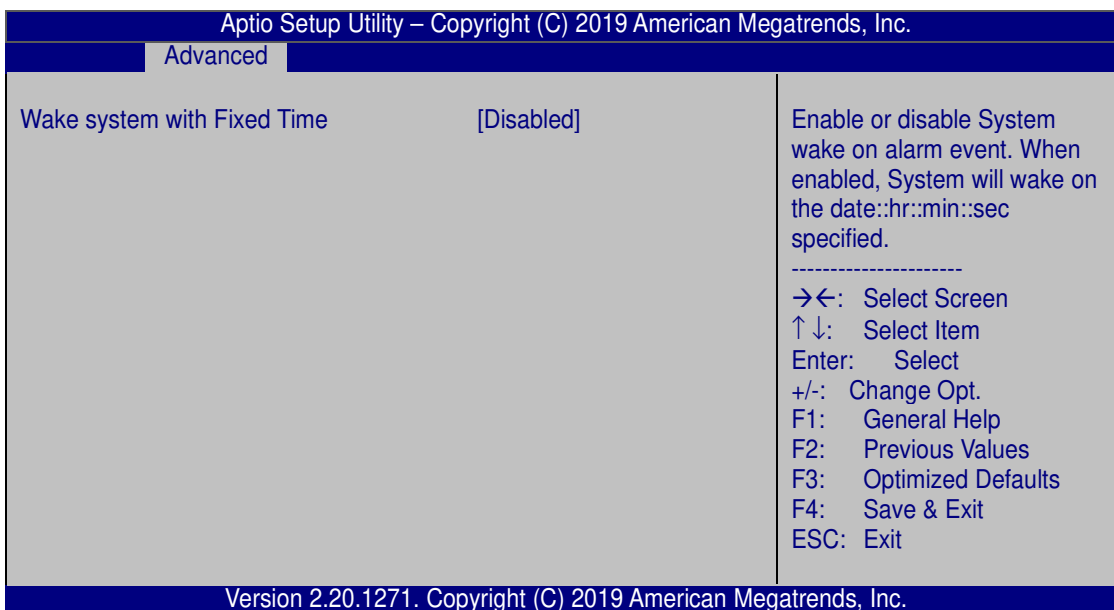 Aptio Setup Utility – Copyright (C) 2019 American Megatrends, Inc.
Advanced
Wake system with Fixed Time [Disabled]
Enable or disable System
wake on alarm event. When
enabled, System will wake on
the date::hr::min::sec
specified.
----------------------
→←: Select Screen
↑↓: Select Item
Enter: Select
+/-: Change Opt.
F1: General Help
F2: Previous Values
F3: Optimized Defaults
F4: Save & Exit
ESC: Exit
Version 2.20.1271. Copyright (C) 2019 American Megatrends, Inc.